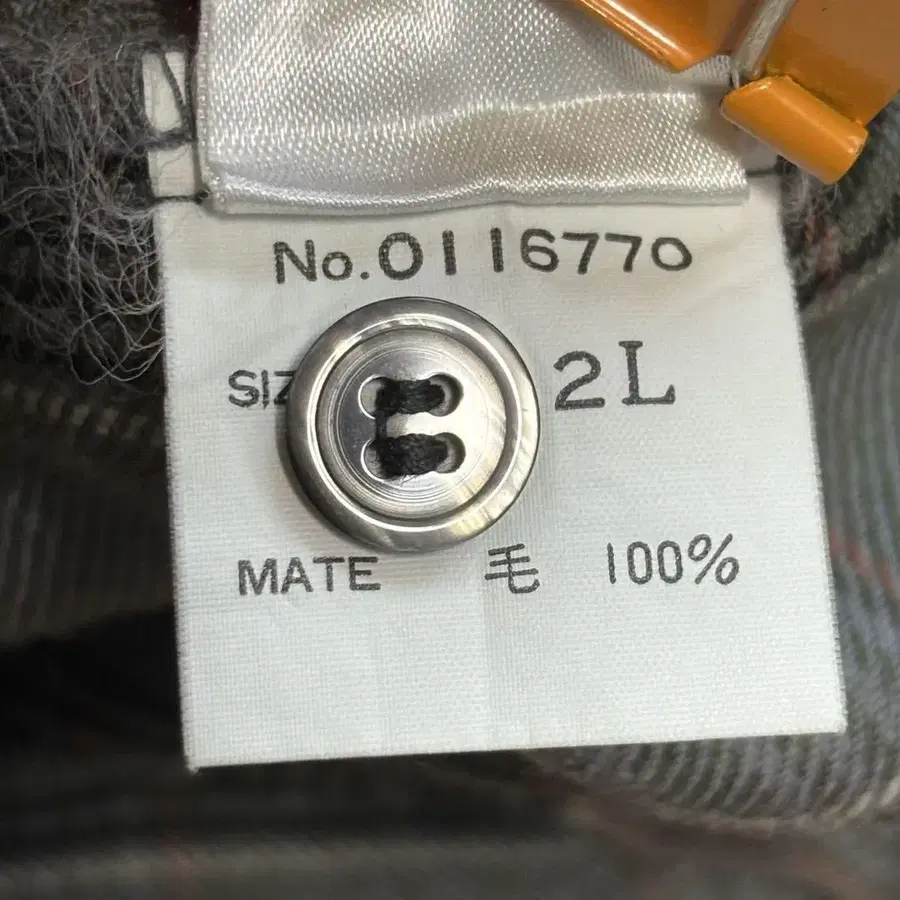 No.0116770
SIZ 2L
MATE 毛 100%